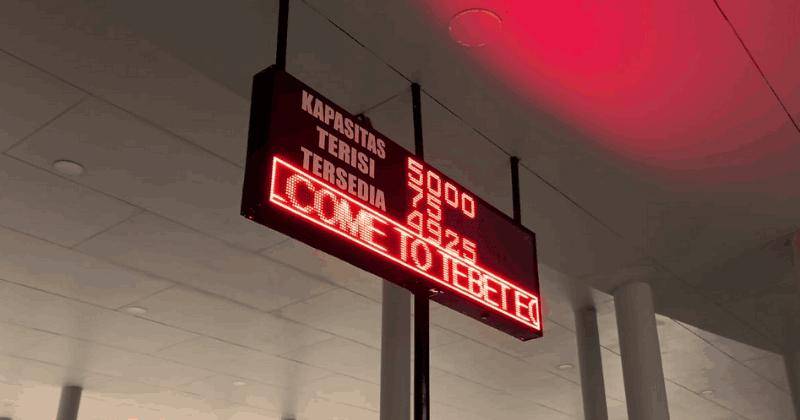 KAPASITAS 5000
TERISI 75
TERSEDIA 4925
COME TO TEBET EC